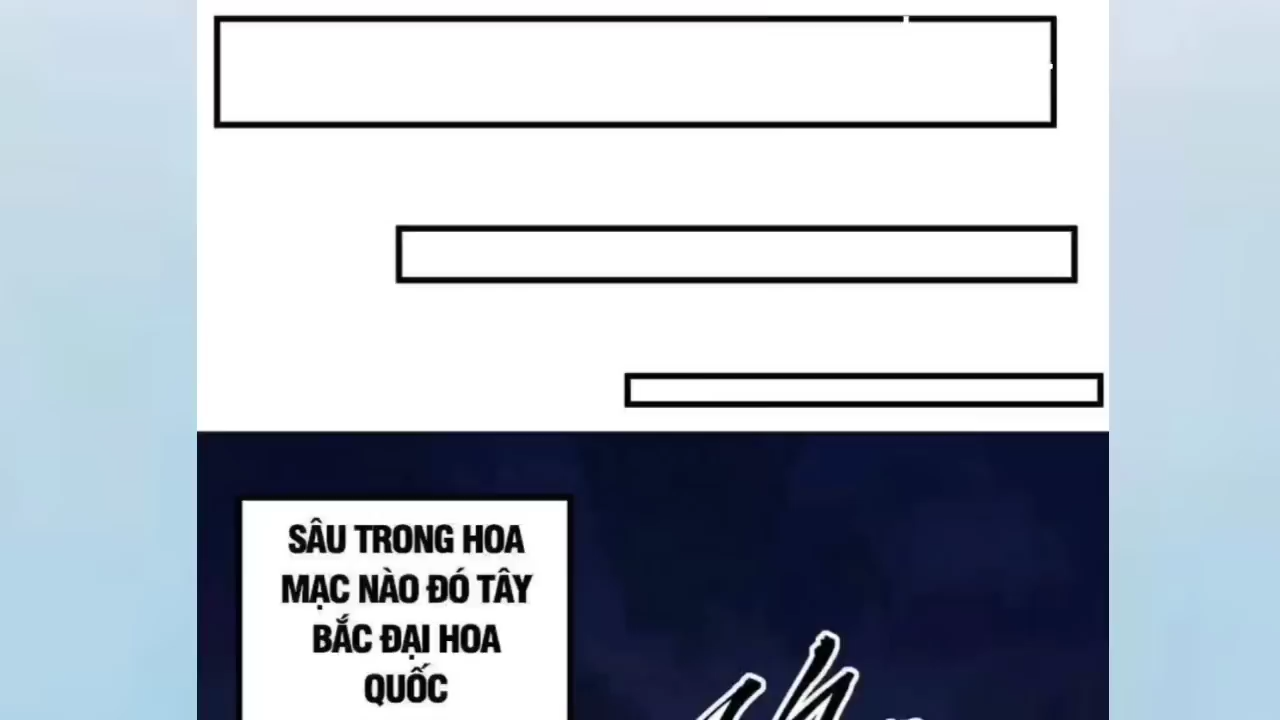 SÂU TRONG HOA
MẠC NÀO ĐÓ TÂY
BẮC ĐẠI HOA
QUỐC